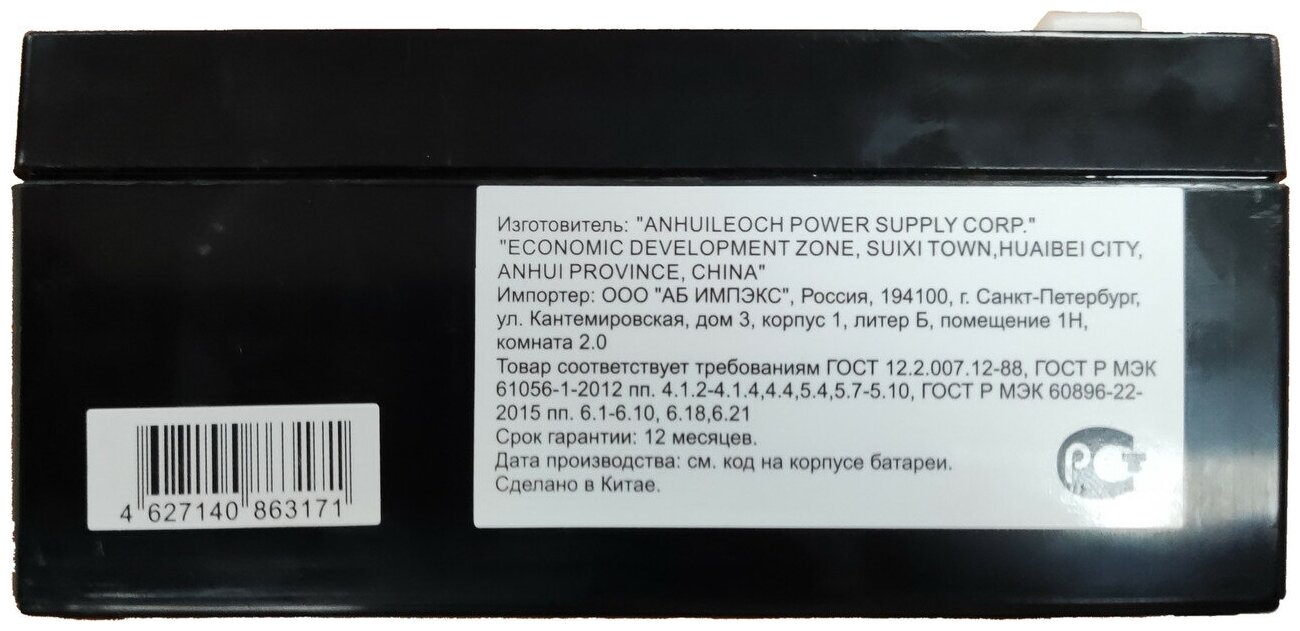 Изготовитель: "ANHUILEOCH POWER SUPPLY CORP."
"ECONOMIC DEVELOPMENT ZONE, SUIXI TOWN,HUAIBEI CITY,
ANHUI PROVINCE, CHINA"
Импортер: ООО "АБ ИМПЭКС", Россия, 194100, г. Санкт-Петербург,
ул. Кантемировская, дом 3, корпус 1, литер Б, помещение 1Н,
комната 2.0
Товар соответствует требованиям ГОСТ 12.2.007.12-88, ГОСТ Р МЭК
61056-1-2012 пп. 4.1.2-4.1.4,4.4,5.4,5.7-5.10, ГОСТ Р МЭК 60896-22-
2015 пп. 6.1-6.10, 6.18,6.21
Срок гарантии: 12 месяцев.
Дата производства: см. код на корпусе батареи.
Сделано в Китае.
РСТ
4 627140 863171